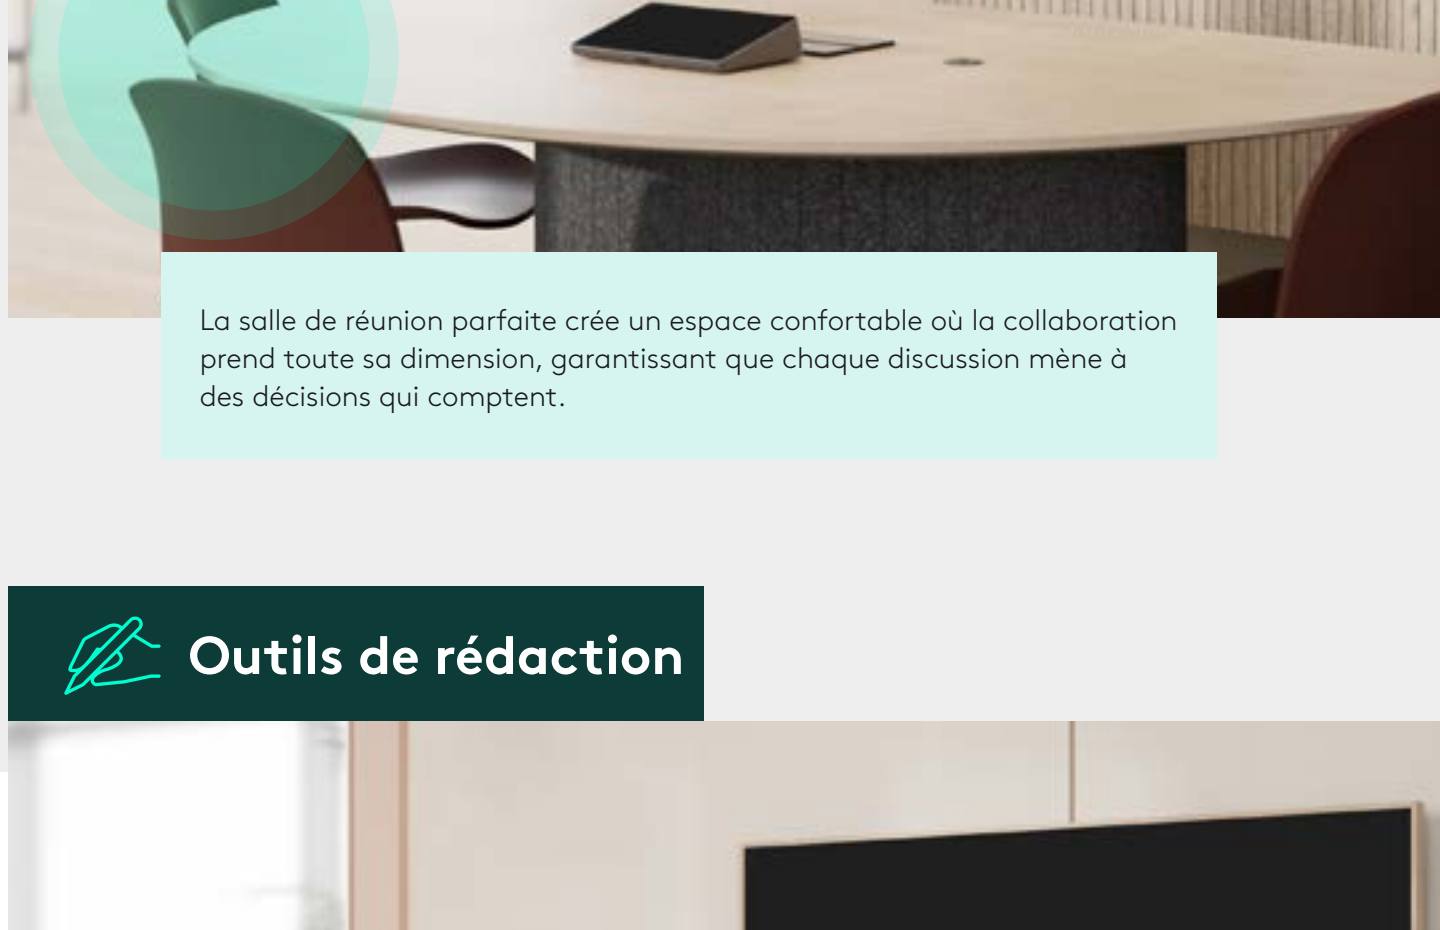 La salle de réunion parfaite crée un espace confortable où la collaboration
prend toute sa dimension, garantissant que chaque discussion mène à
des décisions qui comptent.
Outils de rédaction